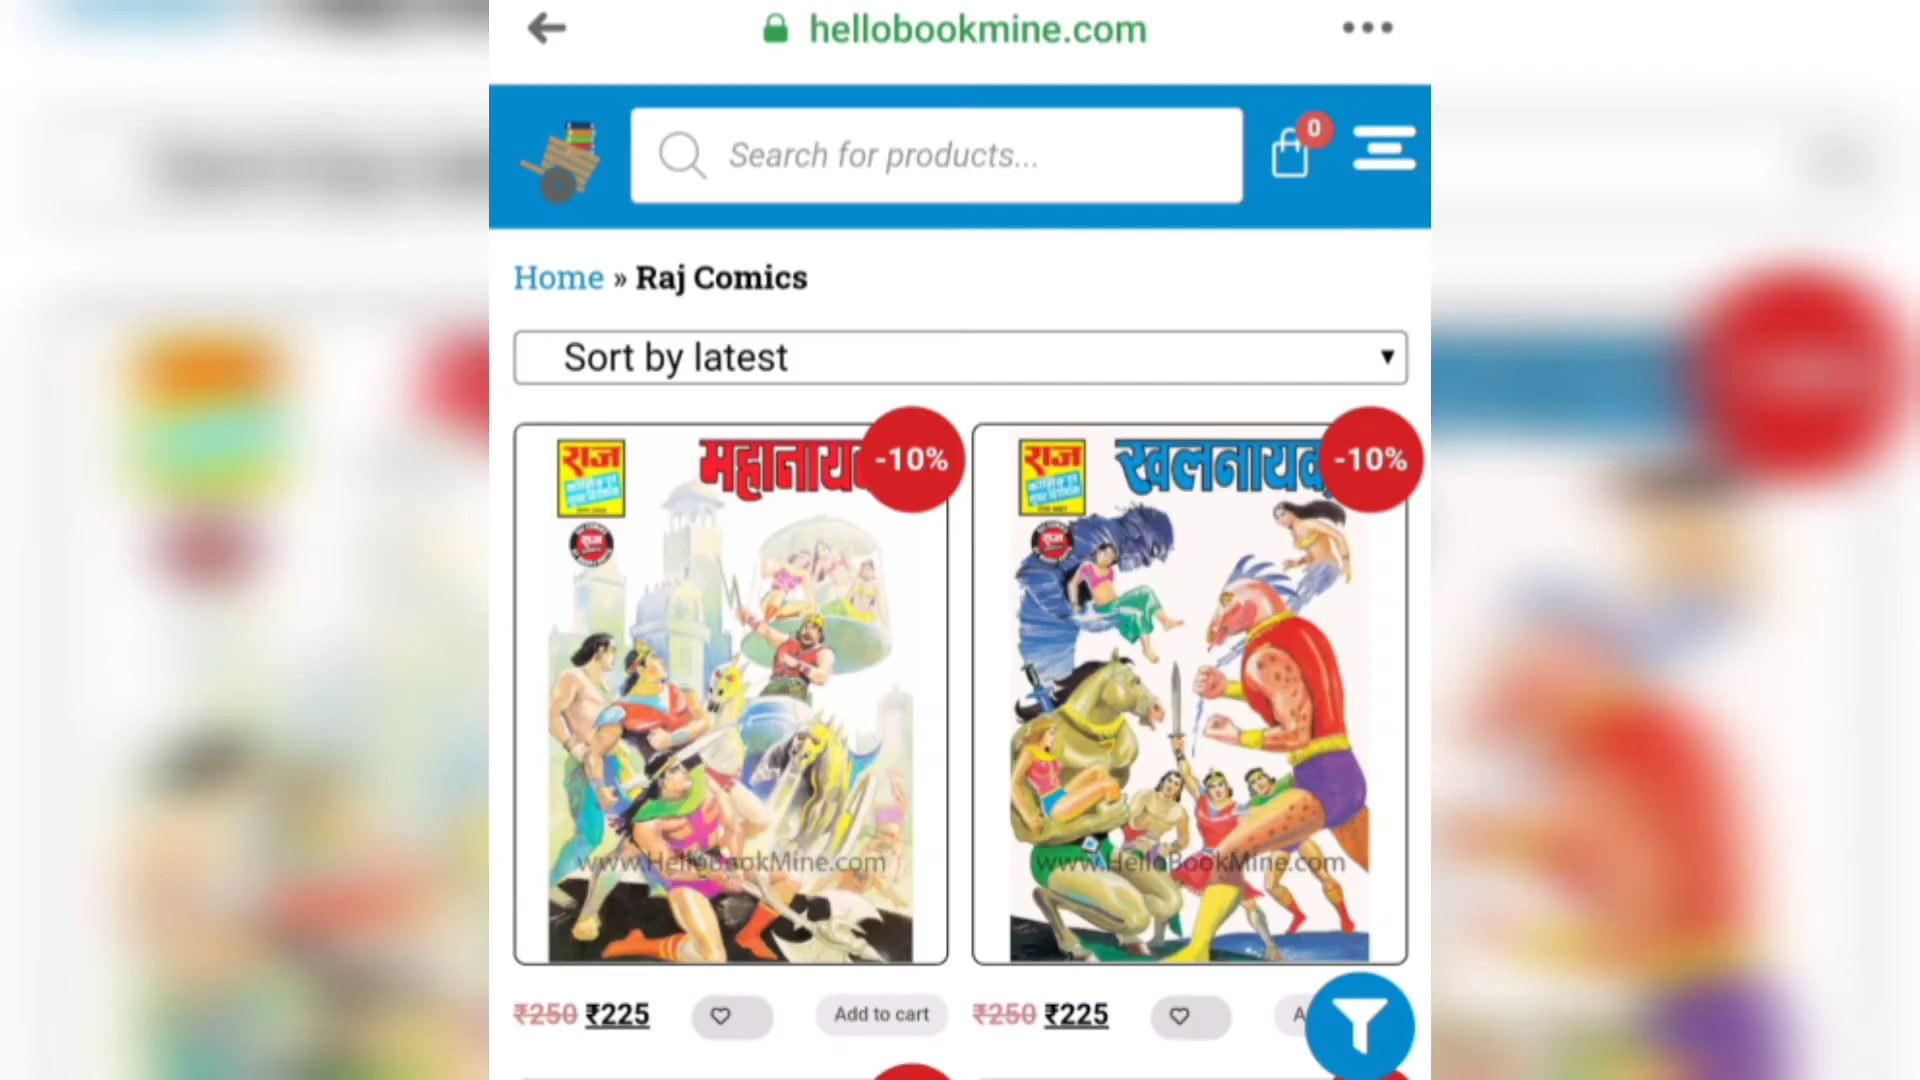 hellobookmine.com
Search for products...
0
Home » Raj Comics
Sort by latest
राज
महानाय
-10%
राज
खलनायक
-10%
राज
राज
www.HelloBookMine.com
www.HelloBookMine.com
₹250 ₹225
Add to cart
₹250 ₹225
A